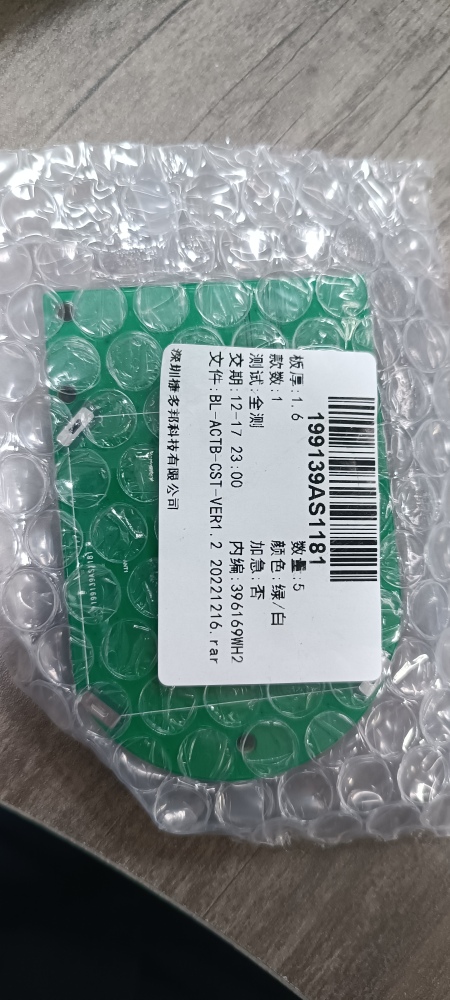 199139AS1181
板厚:1.6 数量:5
款数:1 颜色:绿/白
测试:全测 加急:否
交期:12-17 23:00 内编:396169WH2
文件:BL-ACTB-CST-VER1.2 20221216.rar
深圳捷多邦科技有限公司
199139AS1181